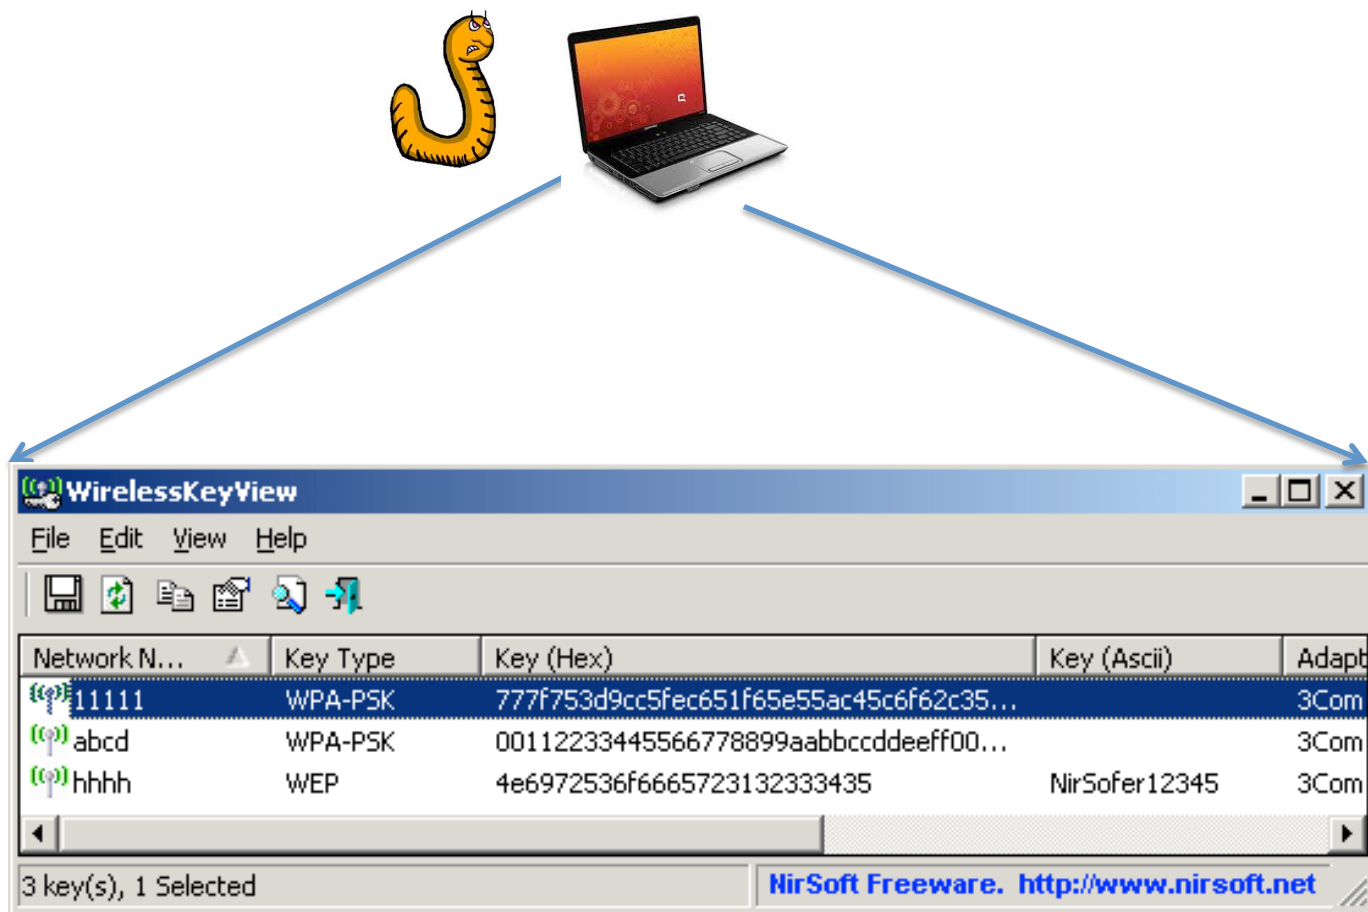 WirelessKeyView
File Edit View Help
Network N... Key Type Key (Hex) Key (Ascii) Adapt
11111 WPA-PSK 777f753d9cc5fec651f65e55ac45c6f62c35... 3Com
abcd WPA-PSK 00112233445566778899aabbccddeeff00... 3Com
hhhh WEP 4e6972536f6665723132333435 NirSofer12345 3Com
3 key(s), 1 Selected NirSoft Freeware. http://www.nirsoft.net